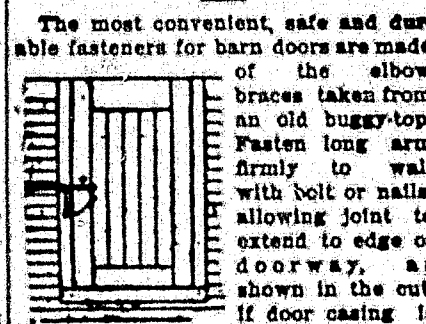 The most convenient, safe and dur
able fasteners for barn doors are made
of the elbow
braces taken from
an old buggy-top
Fasten long arm
firmly to wal
with bolt or nails
allowing joint to
extend to edge o
doorway, as
shown in the cut
If door casing is